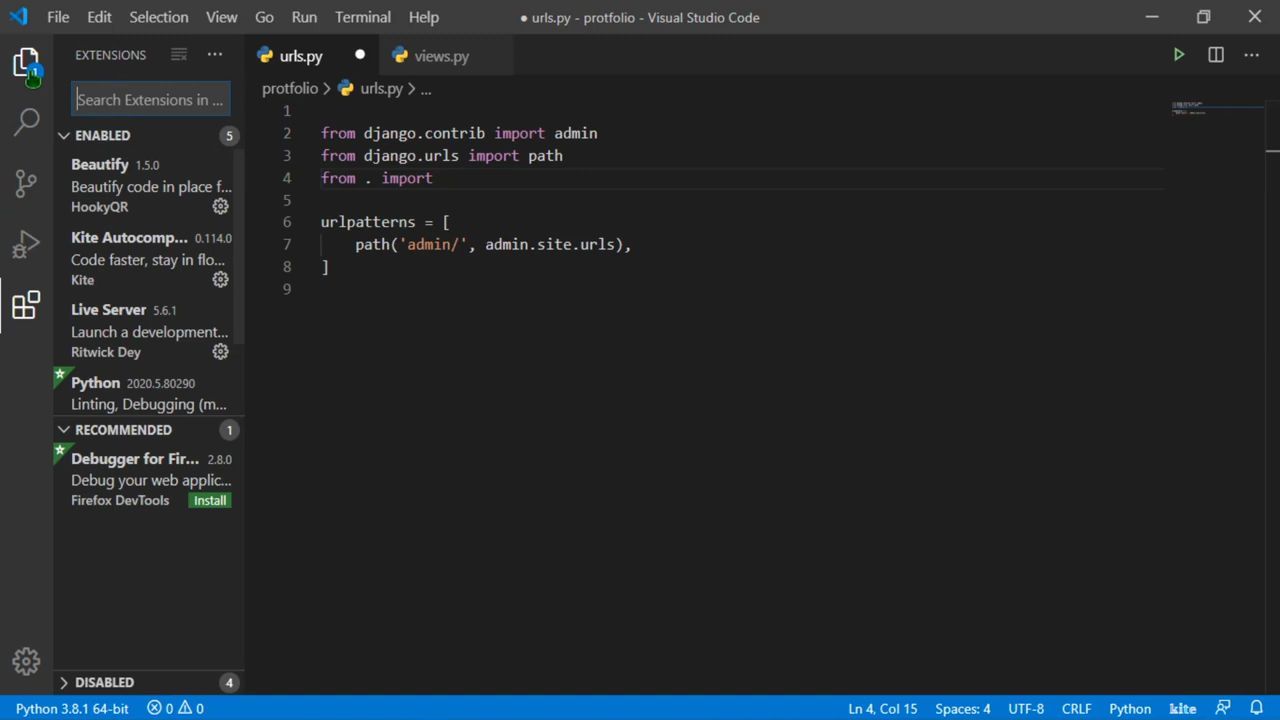 File Edit Selection View Go Run Terminal Help
● urls.py - protfolio - Visual Studio Code
EXTENSIONS
1
Search Extensions in ...
ENABLED 5
Beautify 1.5.0
Beautify code in place f...
HookyQR
Kite Autocomp... 0.114.0
Code faster, stay in flo...
Kite
Live Server 5.6.1
Launch a development...
Ritwick Dey
Python 2020.5.80290
Linting, Debugging (m...
RECOMMENDED 1
Debugger for Fir... 2.8.0
Debug your web applic...
Firefox DevTools Install
DISABLED 4
urls.py views.py
protfolio > urls.py > ...
1
2 from django.contrib import admin
3 from django.urls import path
4 from . import
5
6 urlpatterns = [
7 path('admin/', admin.site.urls),
8 ]
9
Python 3.8.1 64-bit 0 0 Ln 4, Col 15 Spaces: 4 UTF-8 CRLF Python kite